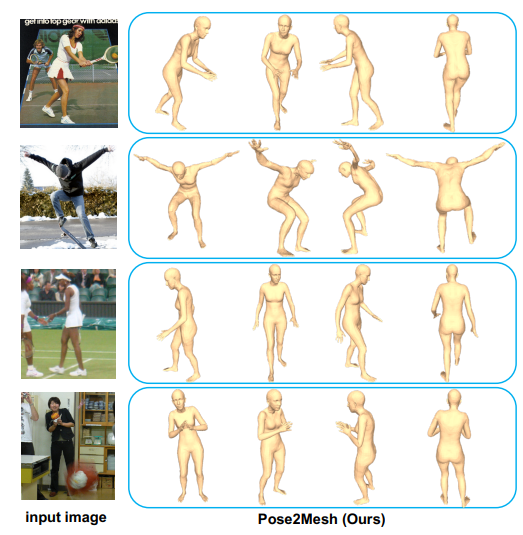 get into top gear with adidas
input image
Pose2Mesh (Ours)